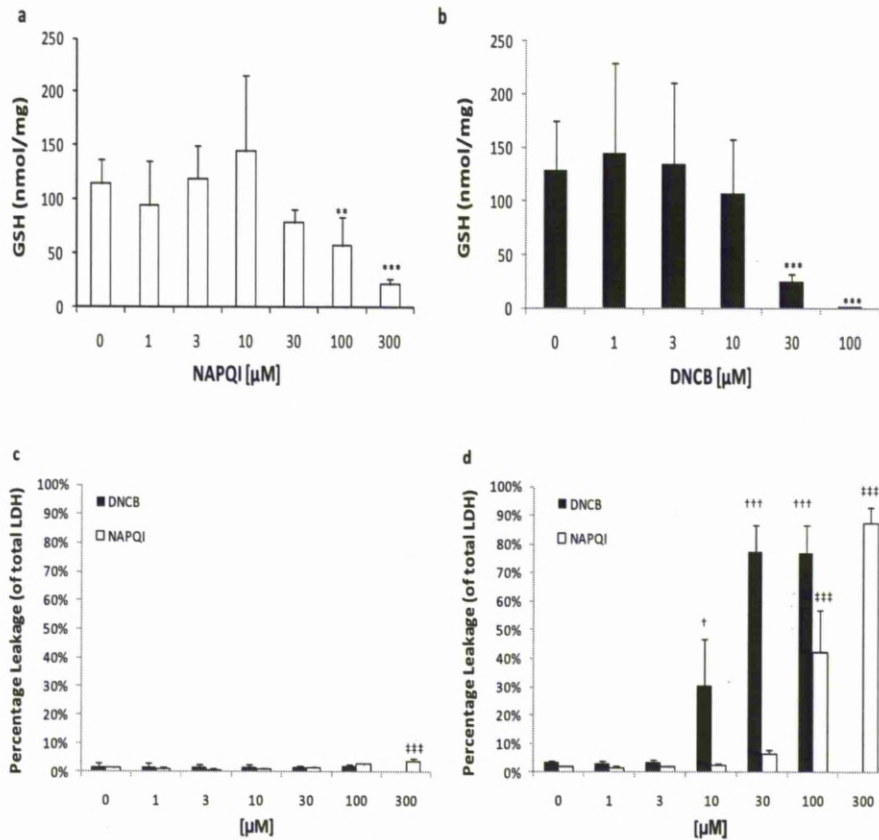 a
GSH (nmol/mg)
250
200
150
100
50
0
**
***
0 1 3 10 30 100 300
NAPQI [µM]
b
GSH (nmol/mg)
250
200
150
100
50
0
***
***
0 1 3 10 30 100
DNCB [µM]
c
Percentage Leakage (of total LDH)
100%
90%
80%
70%
60%
50%
40%
30%
20%
10%
0%
DNCB
NAPQI
‡‡‡
0 1 3 10 30 100 300
[µM]
d
Percentage Leakage (of total LDH)
100%
90%
80%
70%
60%
50%
40%
30%
20%
10%
0%
DNCB
NAPQI
†
†††
†††
‡‡‡
‡‡‡
0 1 3 10 30 100 300
[µM]